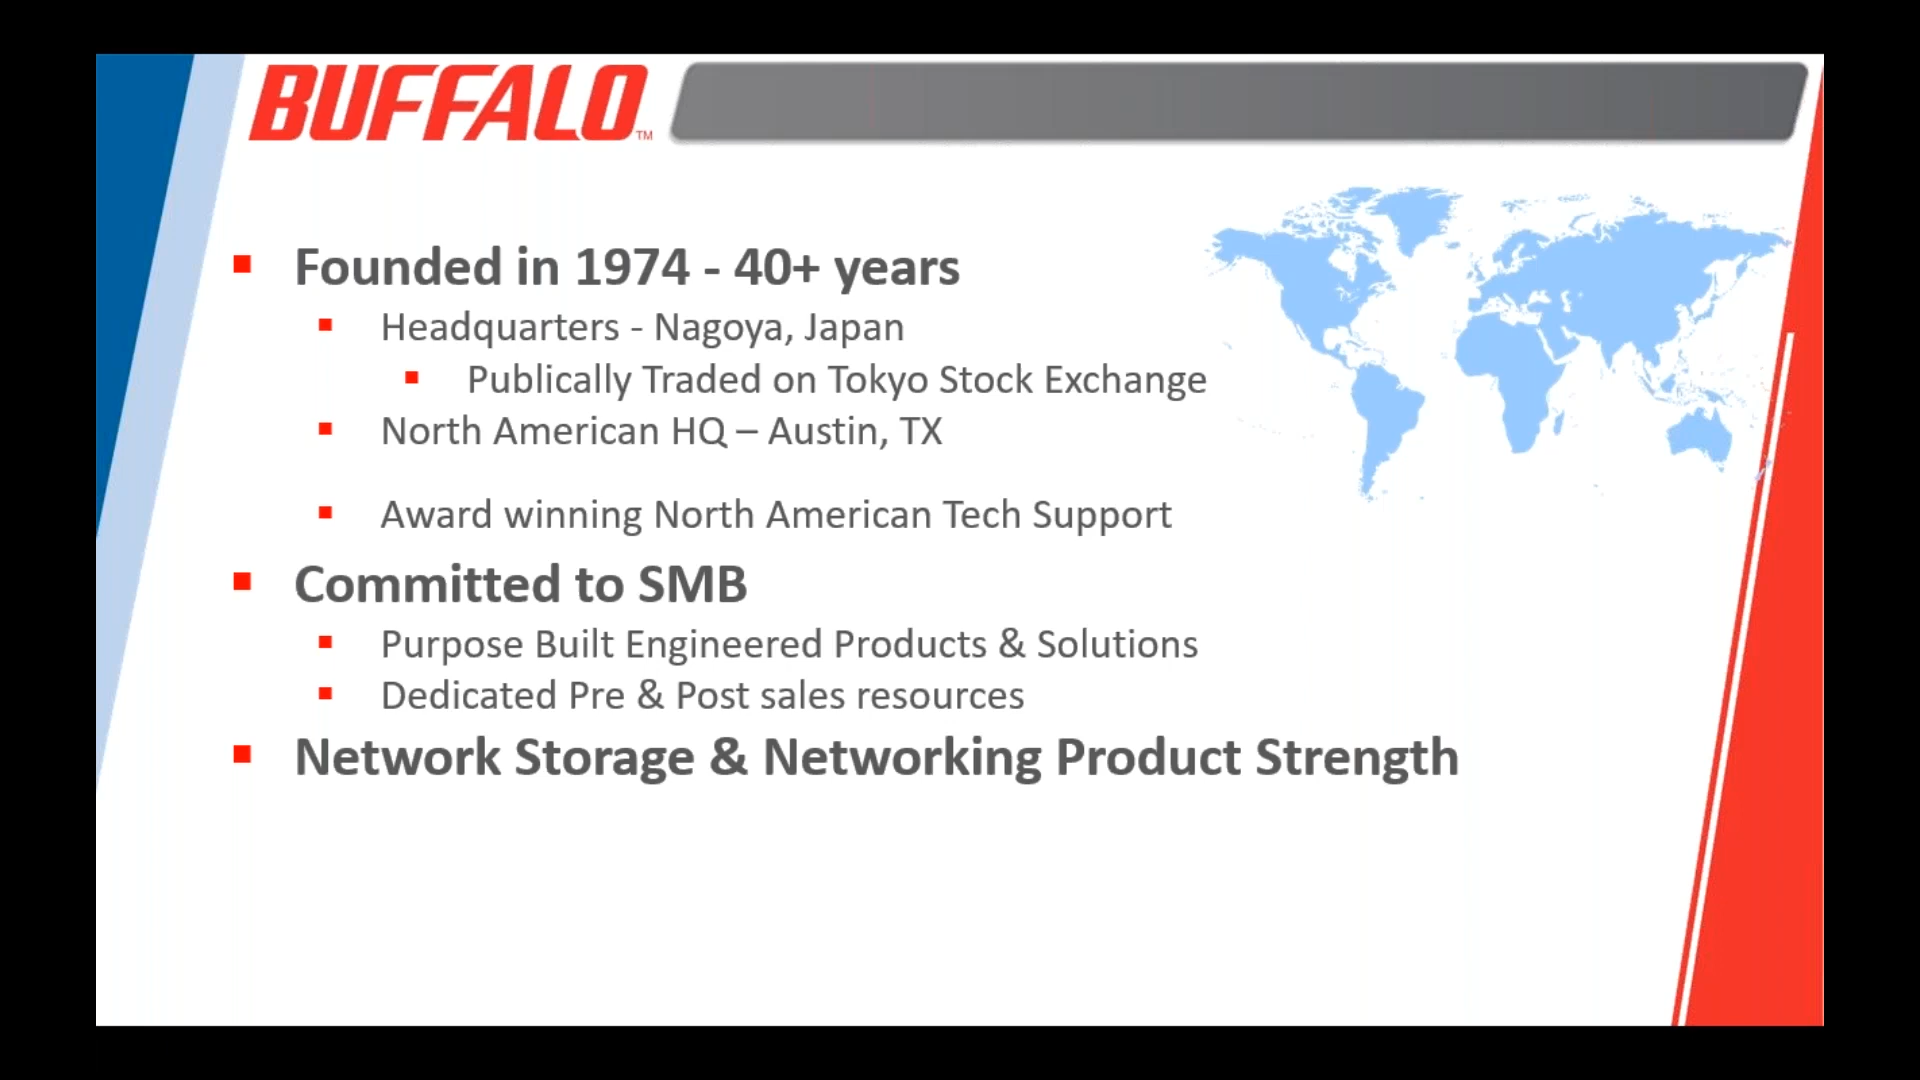 BUFFALO™
Founded in 1974 - 40+ years
Headquarters - Nagoya, Japan
Publically Traded on Tokyo Stock Exchange
North American HQ – Austin, TX
Award winning North American Tech Support
Committed to SMB
Purpose Built Engineered Products & Solutions
Dedicated Pre & Post sales resources
Network Storage & Networking Product Strength